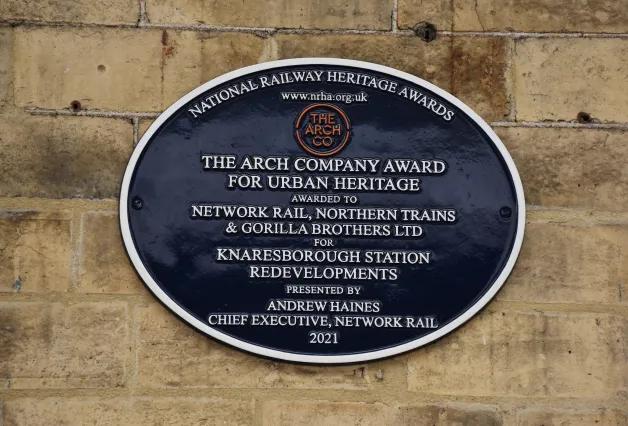 NATIONAL RAILWAY HERITAGE AWARDS
www.nrha.org.uk
THE
ARCH
CO.
THE ARCH COMPANY AWARD
FOR URBAN HERITAGE
AWARDED TO
NETWORK RAIL, NORTHERN TRAINS
& GORILLA BROTHERS LTD
FOR
KNARESBOROUGH STATION
REDEVELOPMENTS
PRESENTED BY
ANDREW HAINES
CHIEF EXECUTIVE, NETWORK RAIL
2021